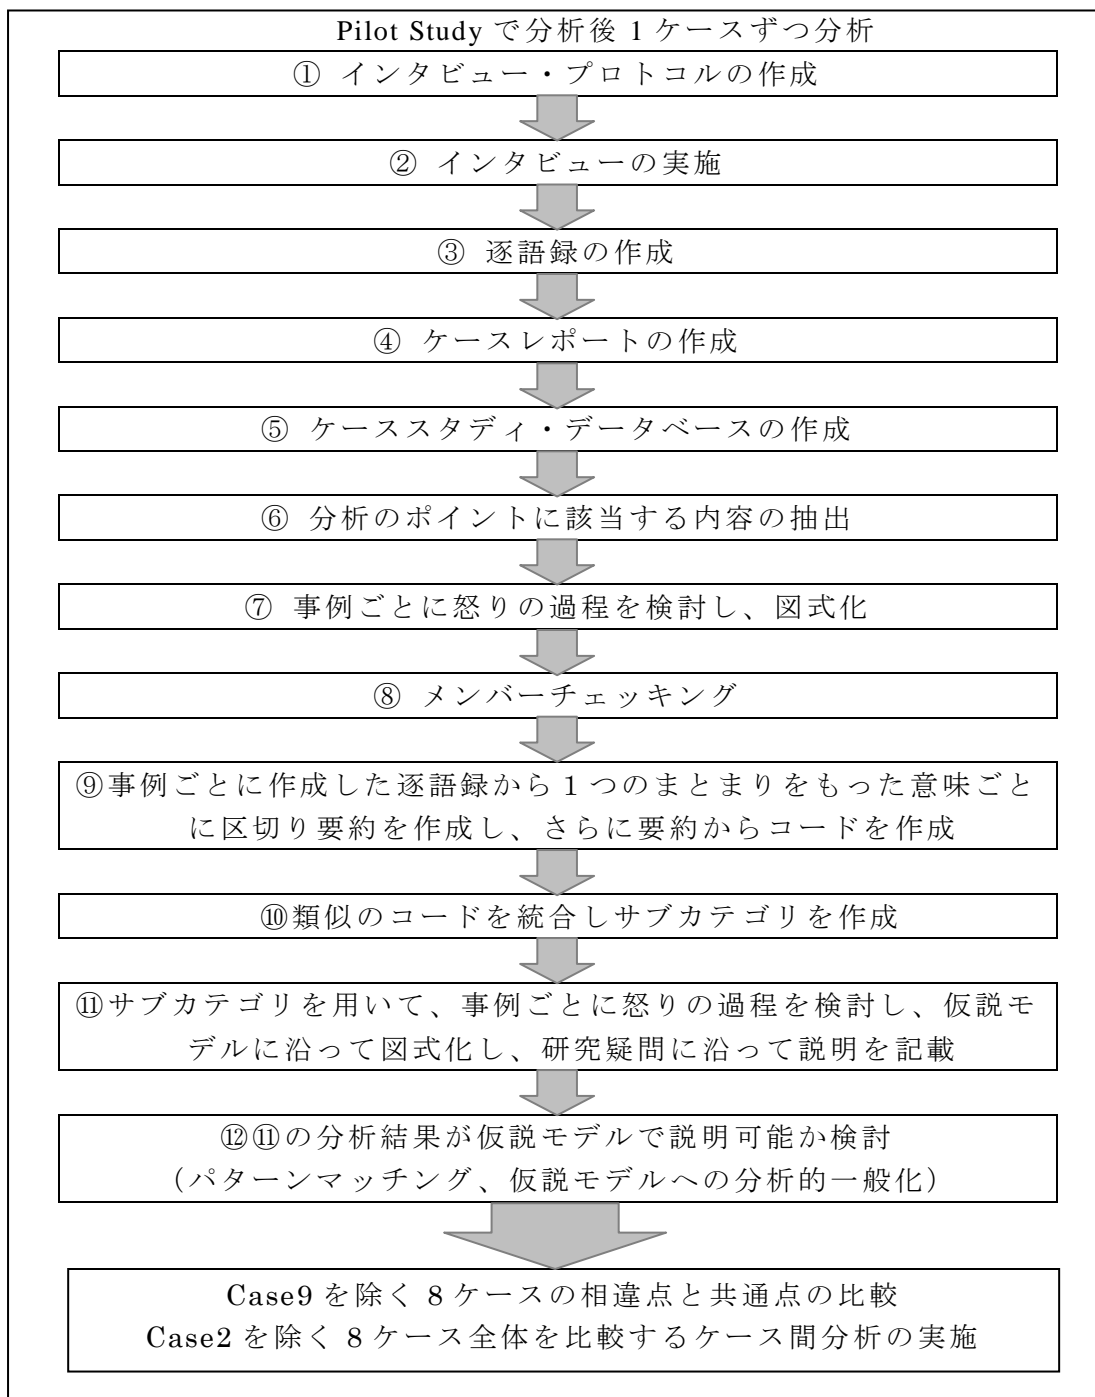 Pilot Study で分析後 1 ケースずつ分析
① インタビュー・プロトコルの作成
② インタビューの実施
③ 逐語録の作成
④ ケースレポートの作成
⑤ ケーススタディ・データベースの作成
⑥ 分析のポイントに該当する内容の抽出
⑦ 事例ごとに怒りの過程を検討し、図式化
⑧ メンバーチェッキング
⑨事例ごとに作成した逐語録から 1 つのまとまりをもった意味ごと
に区切り要約を作成し、さらに要約からコードを作成
⑩類似のコードを統合しサブカテゴリを作成
⑪サブカテゴリを用いて、事例ごとに怒りの過程を検討し、仮説モ
デルに沿って図式化し、研究疑問に沿って説明を記載
⑫⑪の分析結果が仮説モデルで説明可能か検討
（パターンマッチング、仮説モデルへの分析的一般化）
Case9 を除く 8 ケースの相違点と共通点の比較
Case2 を除く 8 ケース全体を比較するケース間分析の実施